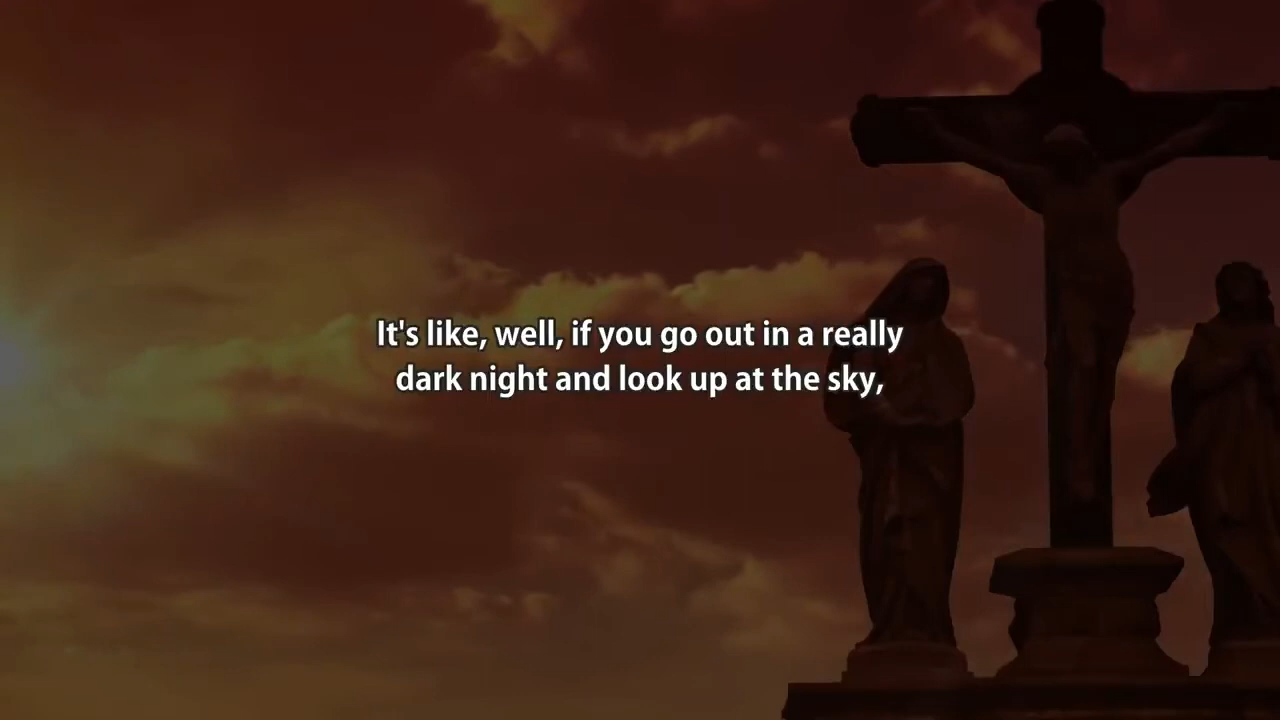 It's like, well, if you go out in a really
dark night and look up at the sky,